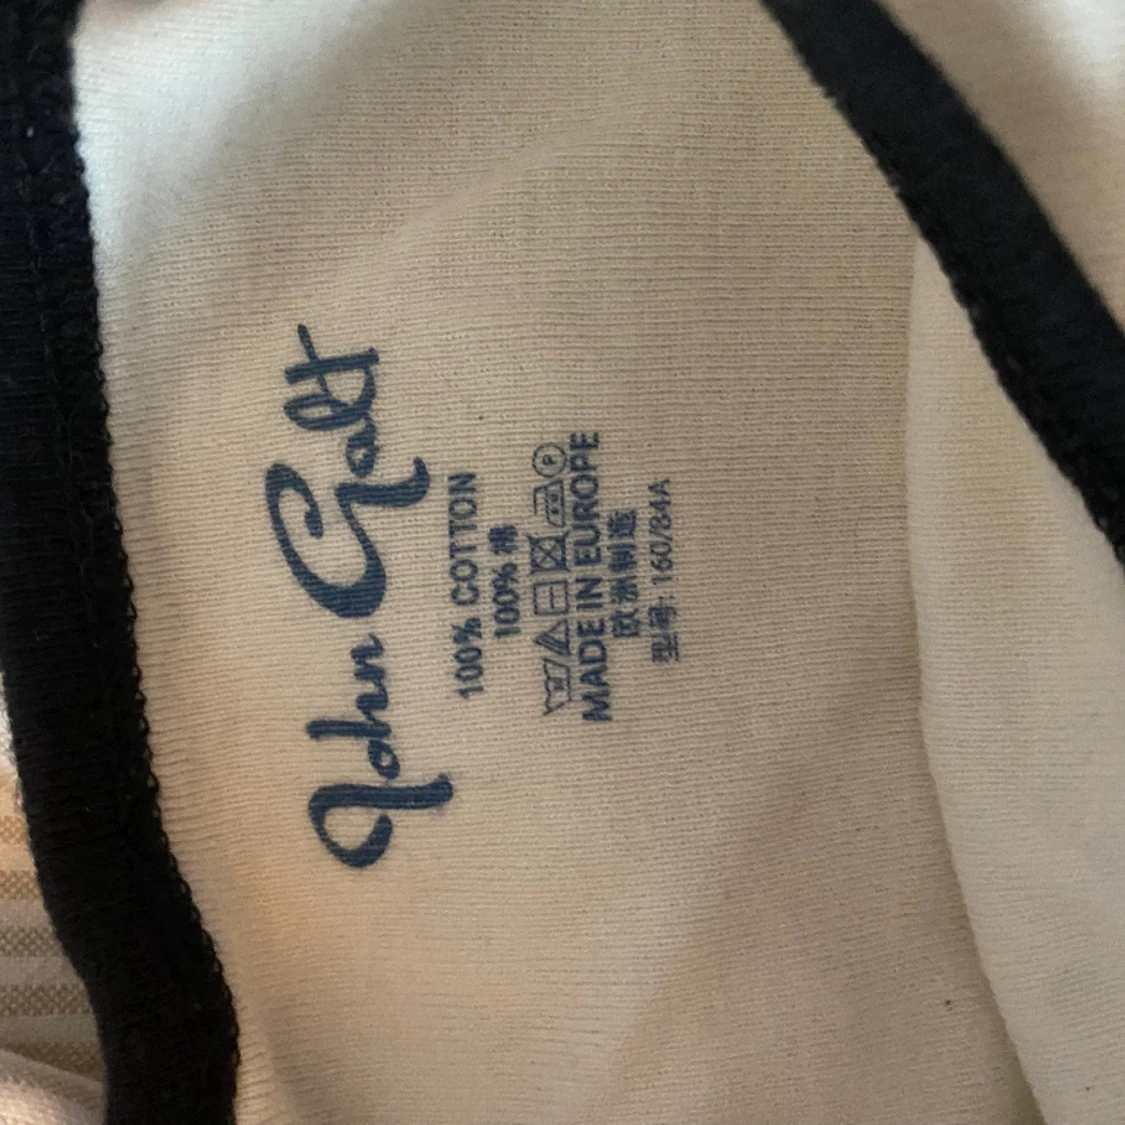 John Galt
100% COTTON
100% 棉
P
MADE IN EUROPE
欧洲制造
型号: 160/84A